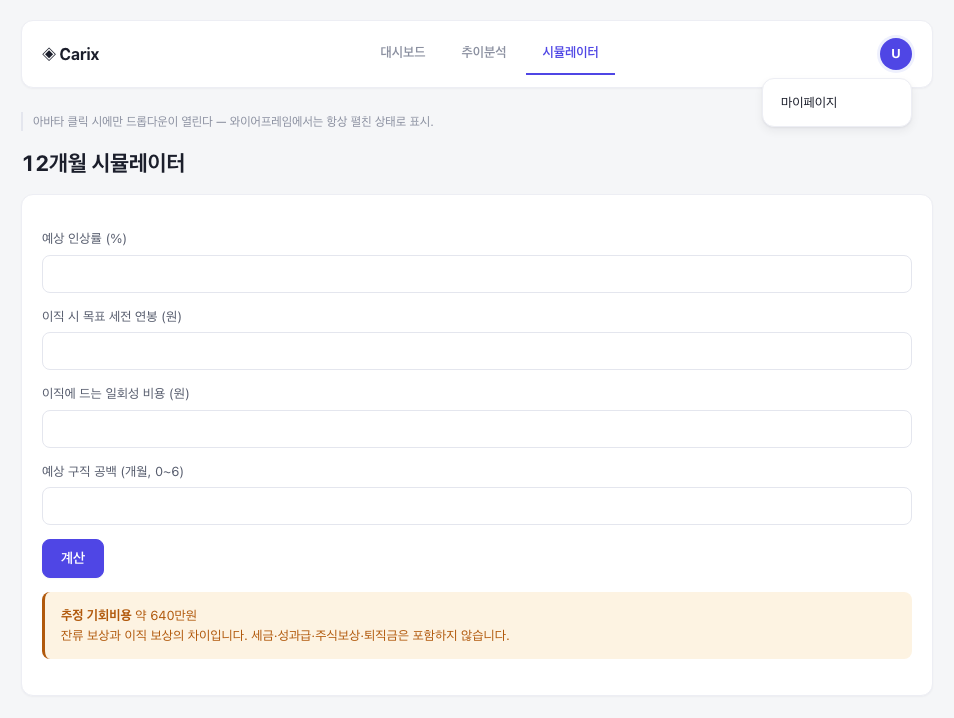 ◈ Carix
대시보드
추이분석
시뮬레이터
U
마이페이지
아바타 클릭 시에만 드롭다운이 열린다 — 와이어프레임에서는 항상 펼친 상태로 표시.
12개월 시뮬레이터
예상 인상률 (%)
이직 시 목표 세전 연봉 (원)
이직에 드는 일회성 비용 (원)
예상 구직 공백 (개월, 0~6)
계산
추정 기회비용 약 640만원
잔류 보상과 이직 보상의 차이입니다. 세금·성과급·주식보상·퇴직금은 포함하지 않습니다.